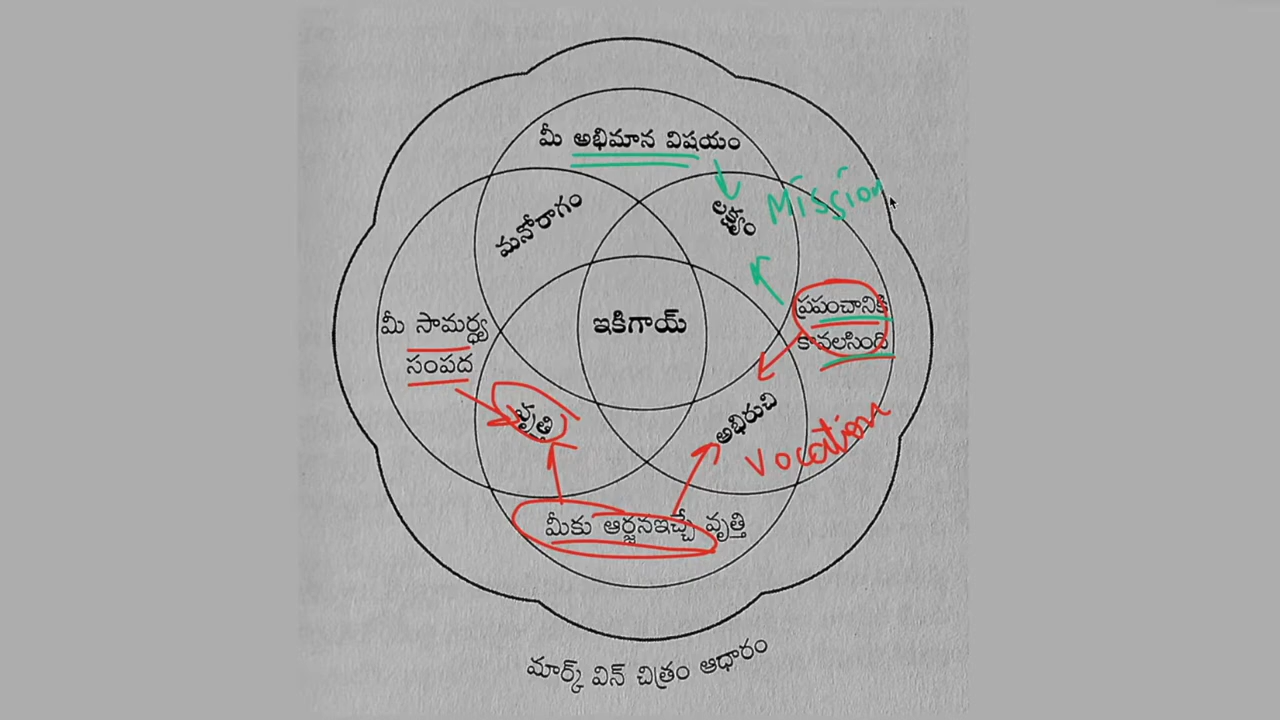 మీ అభిమాన విషయం
మనోరాగం
లక్ష్యం
Mission
ఇకిగాయ్
మీ సామర్థ్య
సంపద
ప్రపంచానికి
కావలసింది
వృత్తి
అభిరుచి
Vocation
మీకు ఆర్జనఇచ్చే వృత్తి
మార్క్ విన్ చిత్రం ఆధారం